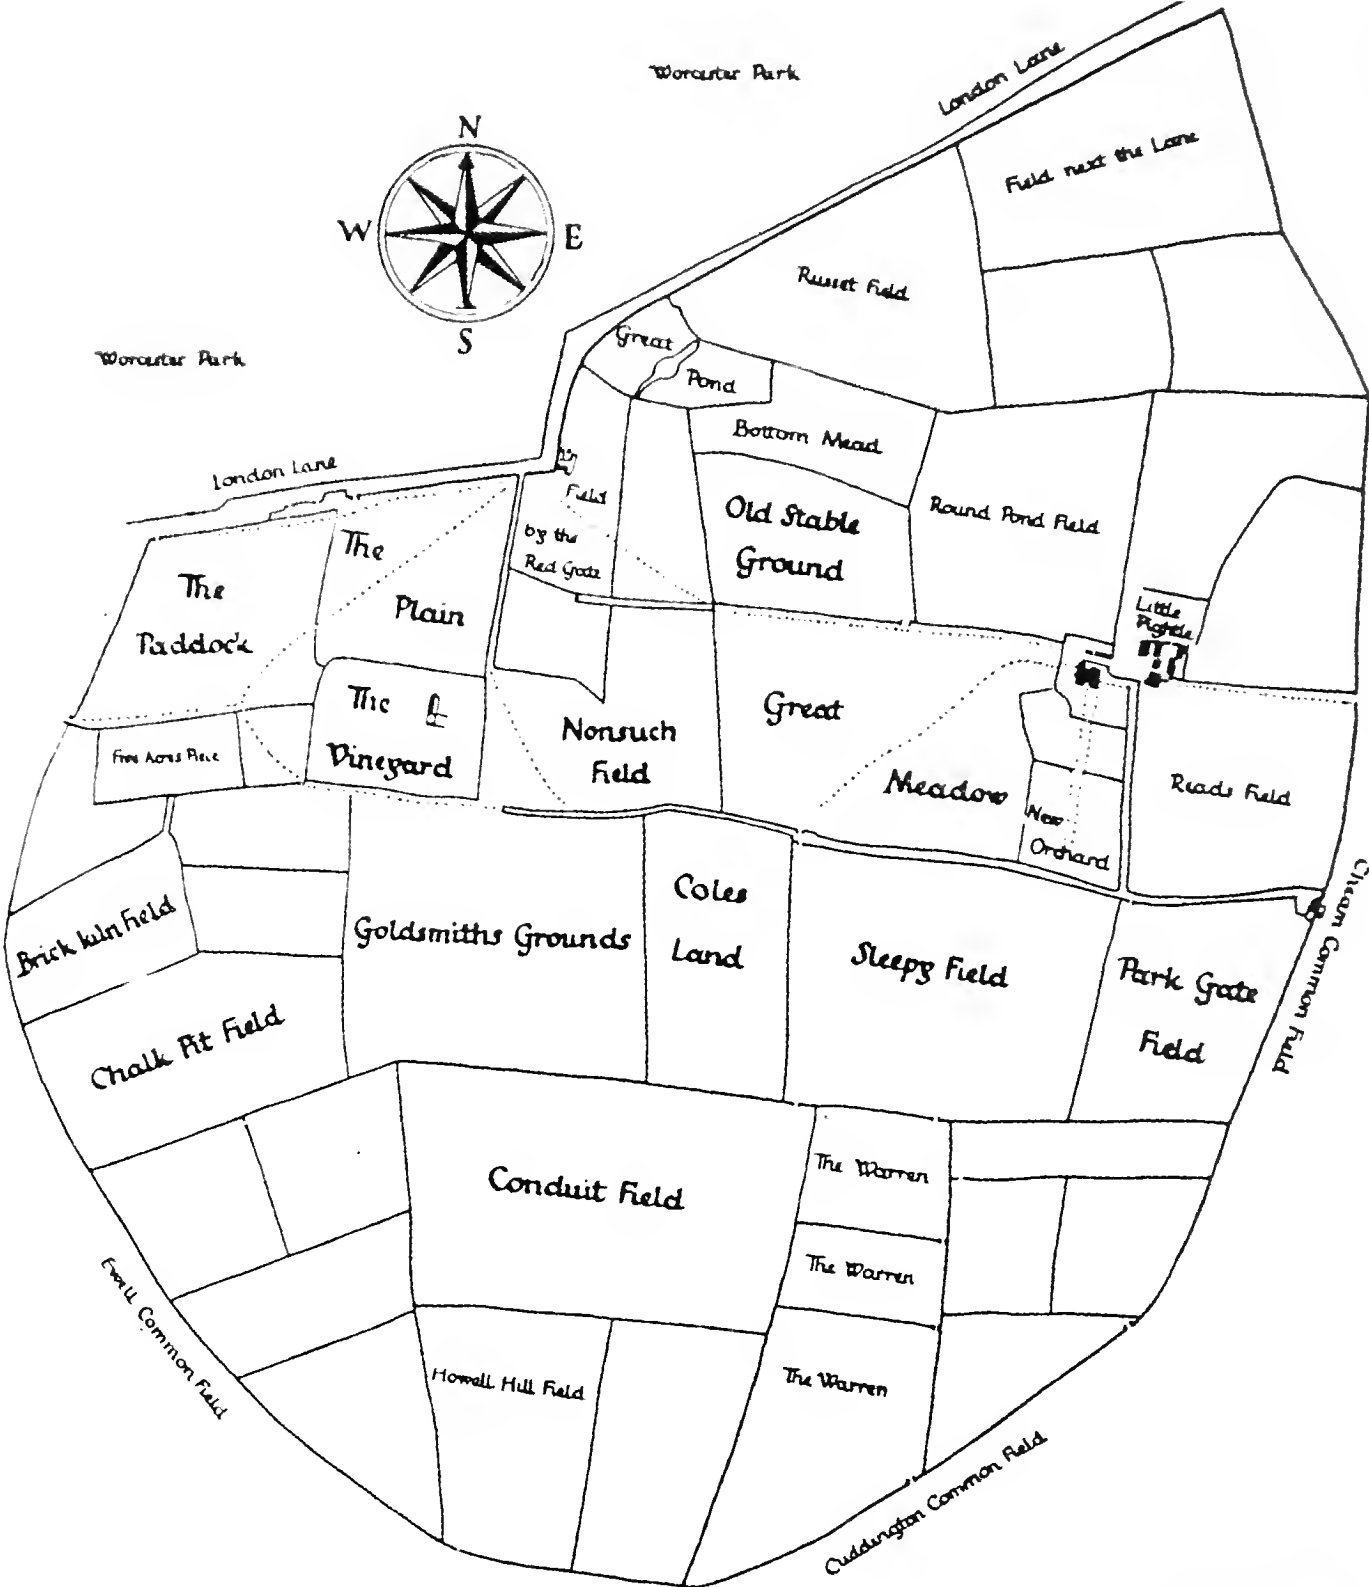 Worcester Park
London Lane
N
W
E
S
Field next the Lane
Russet Field
Great
Pond
Worcester Park
Bottom Mead
London Lane
Field
by the
Red Gate
Old Stable
Ground
Round Pond Field
The
Plain
The
Paddock
Little
Pightle
The
Vineyard
Nonsuch
Field
Great
Meadow
Five Acres Piece
Reads Field
New
Orchard
Cheam Common Field
Brick kiln Field
Goldsmiths Grounds
Coles
Land
Sleepy Field
Park Gate
Field
Chalk Pit Field
Conduit Field
The Warren
The Warren
The Warren
Ewell Common Field
Howell Hill Field
Cuddington Common Field